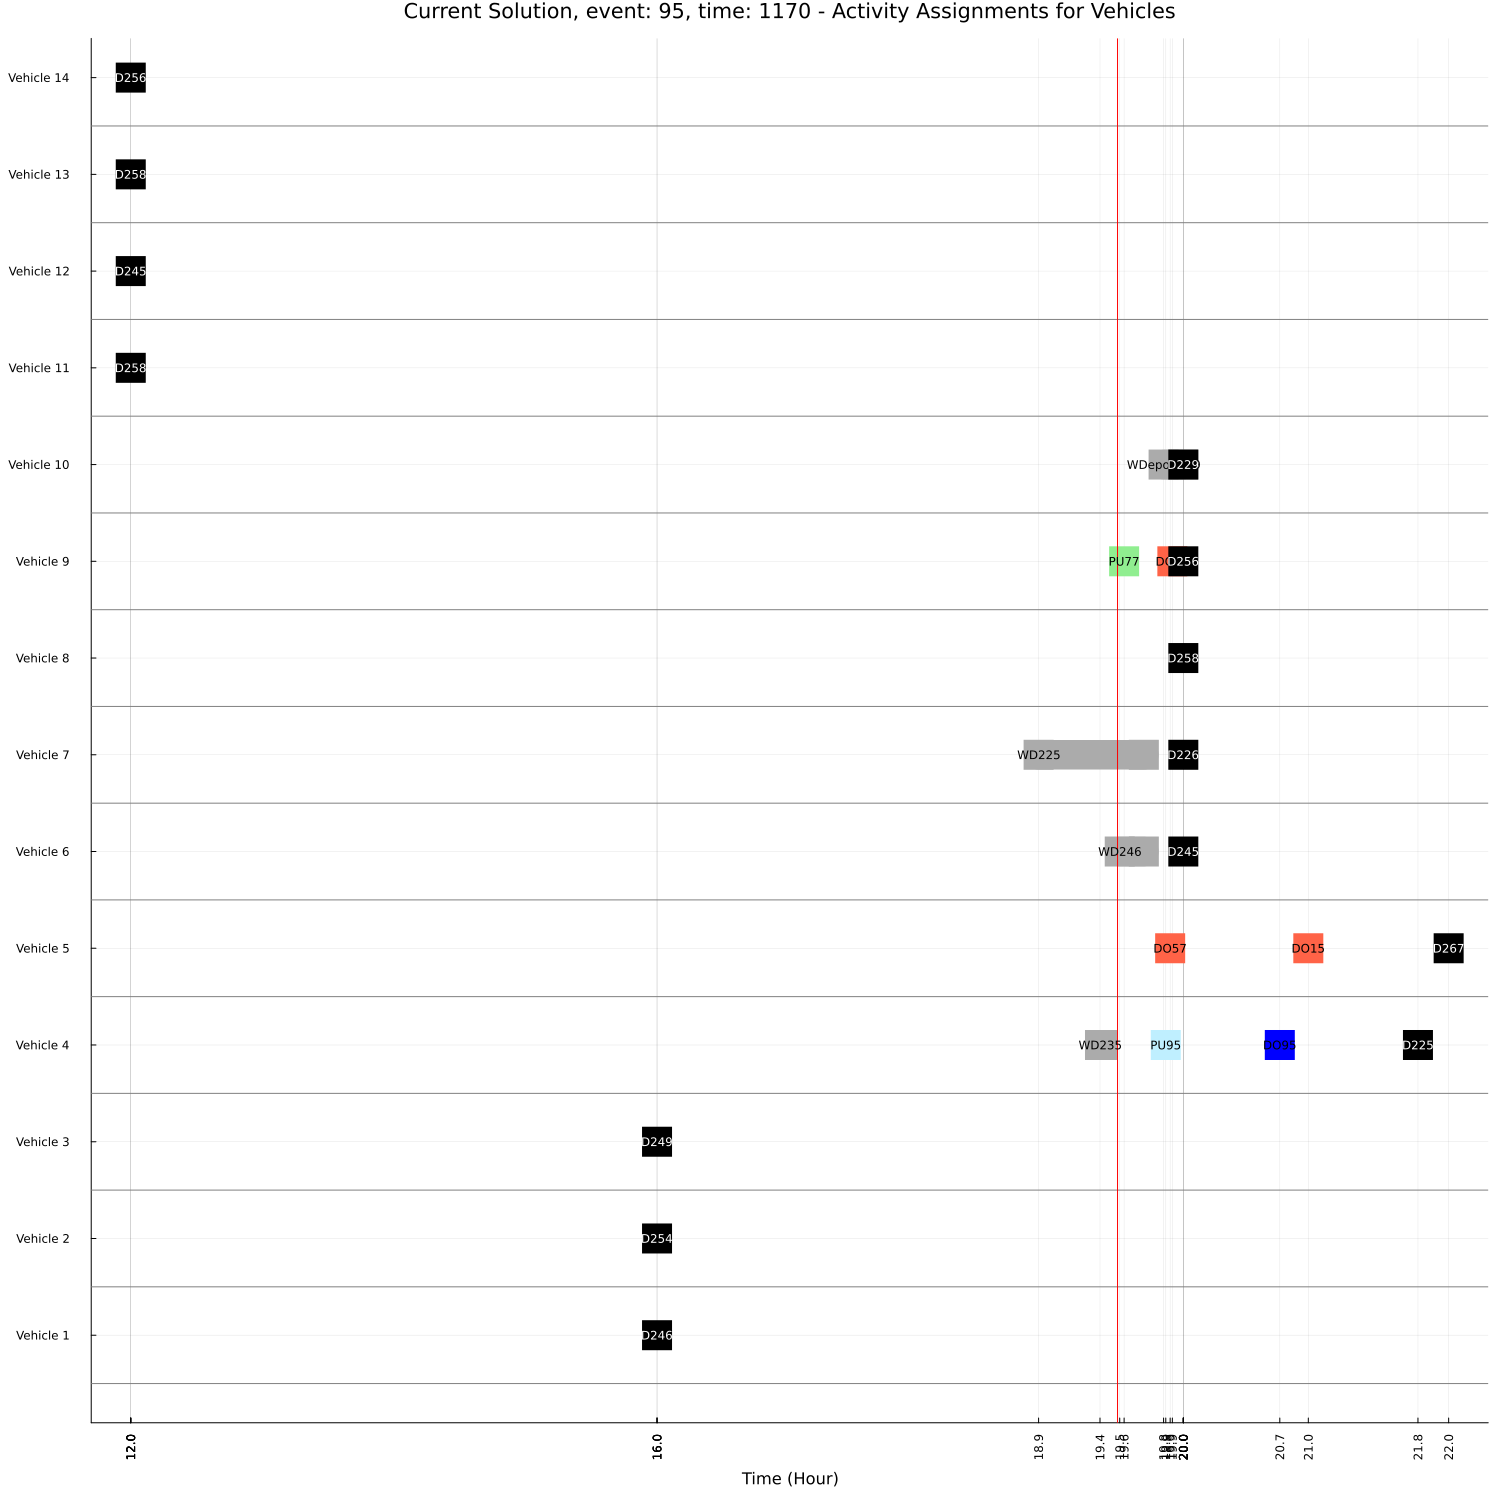 Current Solution, event: 95, time: 1170 - Activity Assignments for Vehicles
Vehicle 14 D256
Vehicle 13 D258
Vehicle 12 D245
Vehicle 11 D258
Vehicle 10 D229
Vehicle 9 PU77 D256
Vehicle 8 D258
Vehicle 7 WD225 D226
Vehicle 6 WD246 D245
Vehicle 5 DO57 DO15 D267
Vehicle 4 WD235 PU95 DO95 D225
Vehicle 3 D249
Vehicle 2 D254
Vehicle 1 D246
12.0 16.0 18.9 19.4 19.5 19.6 20.0 20.7 21.0 21.8 22.0
Time (Hour)